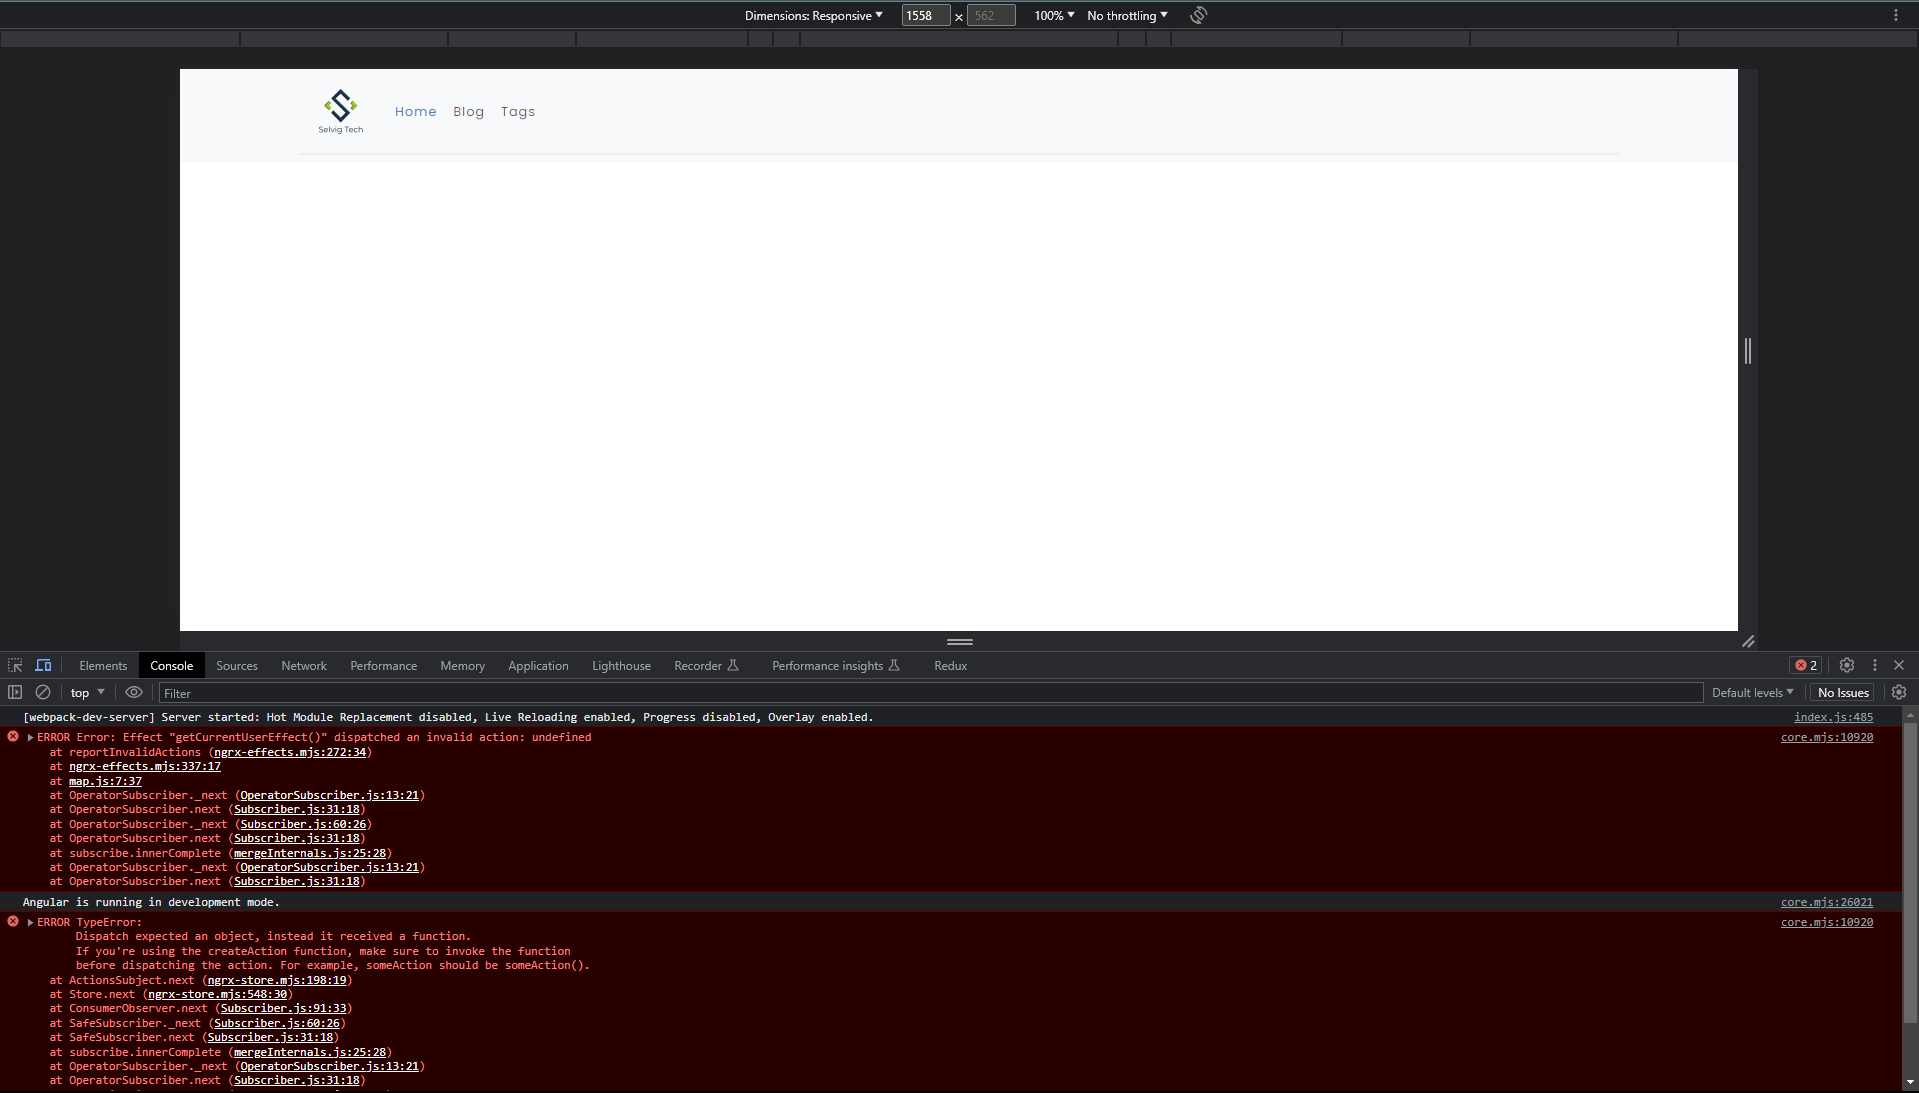 Dimensions: Responsive 1558 × 562 100% No throttling
Selvig Tech
Home Blog Tags
Elements Console Sources Network Performance Memory Application Lighthouse Recorder Performance insights Redux 2
top Filter Default levels No Issues
[webpack-dev-server] Server started: Hot Module Replacement disabled, Live Reloading enabled, Progress disabled, Overlay enabled. index.js:485
ERROR Error: Effect "getCurrentUserEffect()" dispatched an invalid action: undefined core.mjs:10920
at reportInvalidActions (ngrx-effects.mjs:272:34)
at ngrx-effects.mjs:337:17
at map.js:7:37
at OperatorSubscriber._next (OperatorSubscriber.js:13:21)
at OperatorSubscriber.next (Subscriber.js:31:18)
at OperatorSubscriber._next (Subscriber.js:60:26)
at OperatorSubscriber.next (Subscriber.js:31:18)
at subscribe.innerComplete (mergeInternals.js:25:28)
at OperatorSubscriber._next (OperatorSubscriber.js:13:21)
at OperatorSubscriber.next (Subscriber.js:31:18)
Angular is running in development mode. core.mjs:26021
ERROR TypeError: core.mjs:10920
Dispatch expected an object, instead it received a function.
If you're using the createAction function, make sure to invoke the function
before dispatching the action. For example, someAction should be someAction().
at ActionsSubject.next (ngrx-store.mjs:198:19)
at Store.next (ngrx-store.mjs:548:30)
at ConsumerObserver.next (Subscriber.js:91:33)
at SafeSubscriber._next (Subscriber.js:60:26)
at SafeSubscriber.next (Subscriber.js:31:18)
at subscribe.innerComplete (mergeInternals.js:25:28)
at OperatorSubscriber._next (OperatorSubscriber.js:13:21)
at OperatorSubscriber.next (Subscriber.js:31:18)